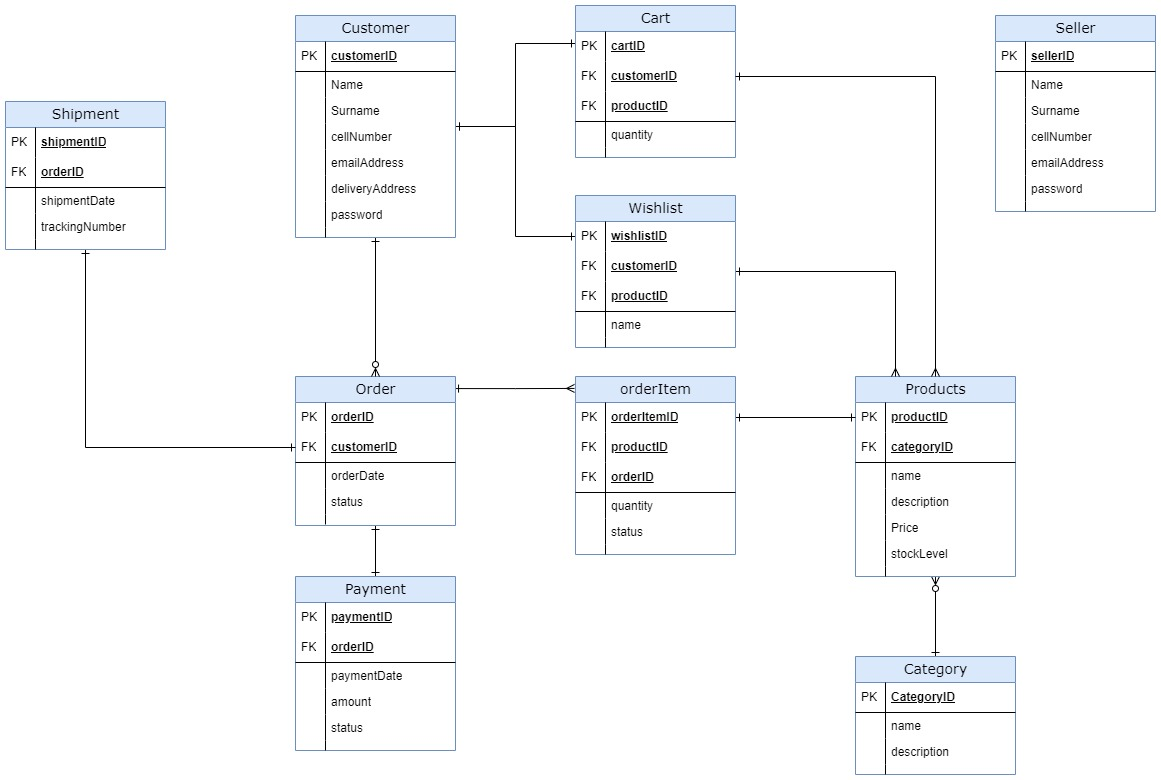 Customer
PK customerID
Name
Surname
cellNumber
emailAddress
deliveryAddress
password
Cart
PK cartID
FK customerID
FK productID
quantity
Seller
PK sellerID
Name
Surname
cellNumber
emailAddress
password
Shipment
PK shipmentID
FK orderID
shipmentDate
trackingNumber
Wishlist
PK wishlistID
FK customerID
FK productID
name
Order
PK orderID
FK customerID
orderDate
status
orderItem
PK orderItemID
FK productID
FK orderID
quantity
status
Products
PK productID
FK categoryID
name
description
Price
stockLevel
Payment
PK paymentID
FK orderID
paymentDate
amount
status
Category
PK CategoryID
name
description